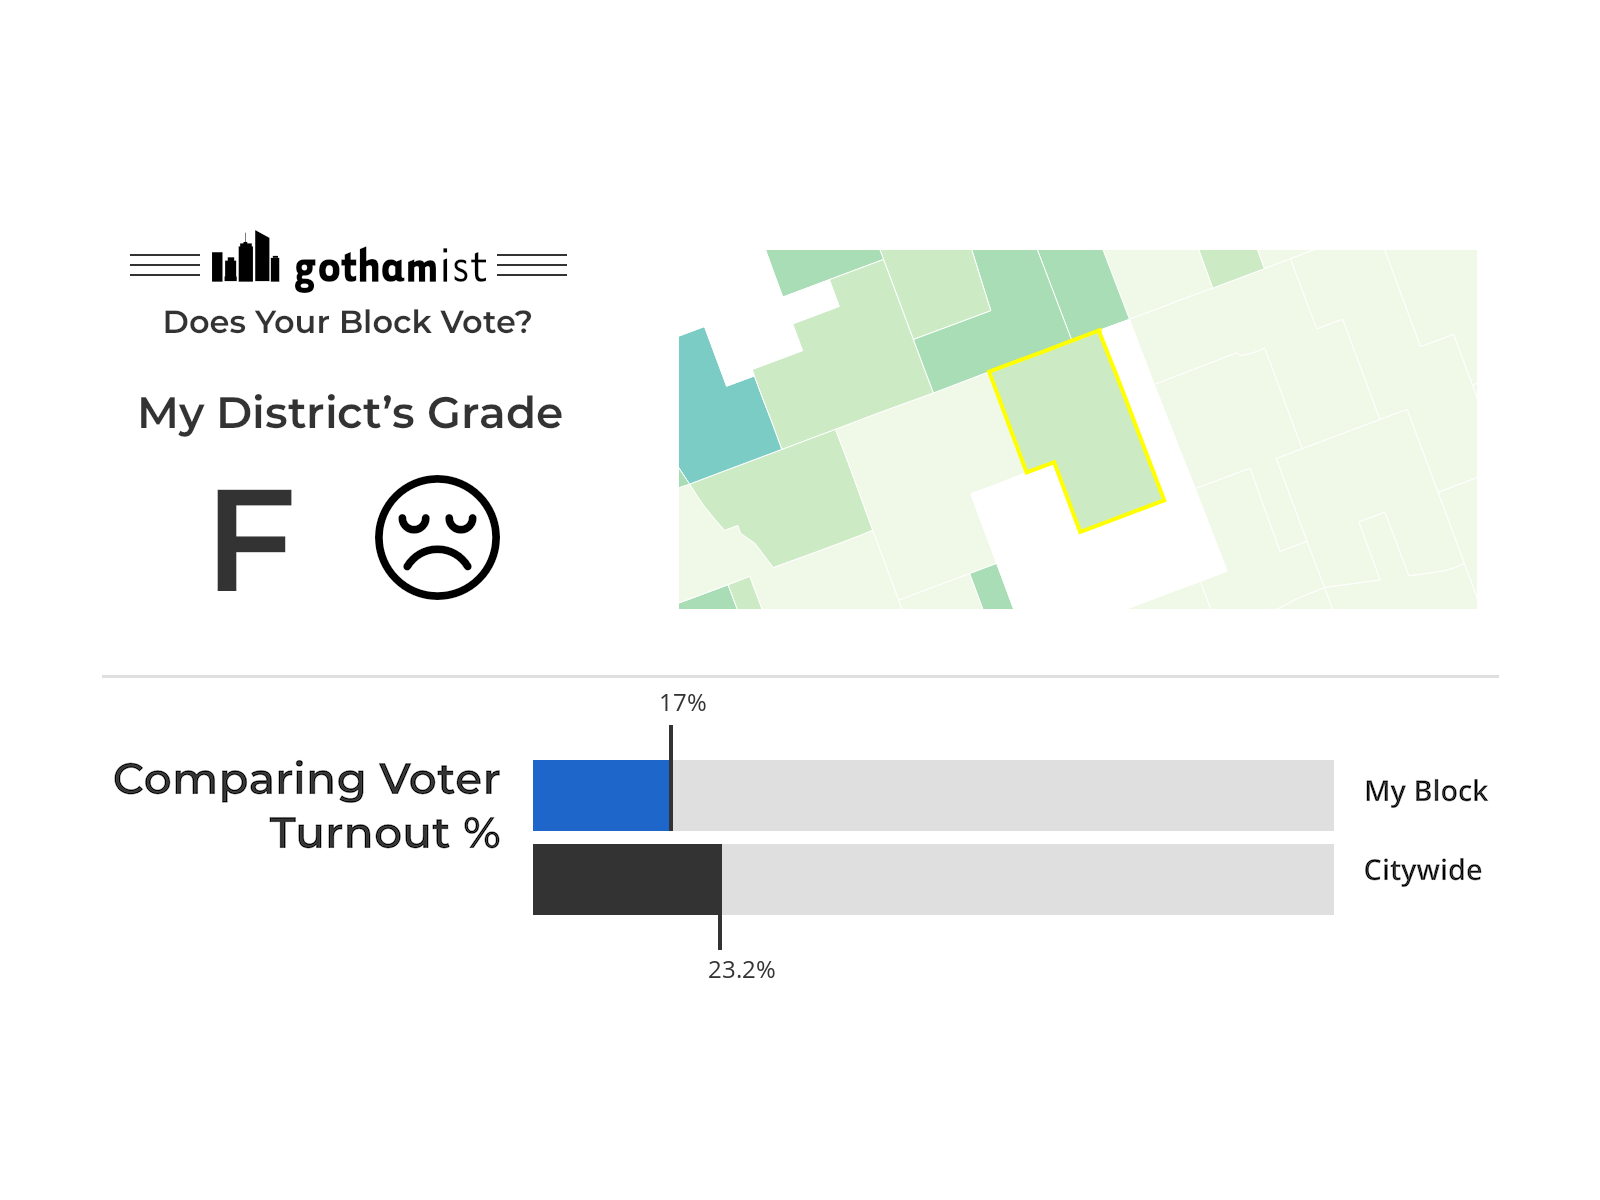 gothamist
Does Your Block Vote?
My District’s Grade
F
17%
Comparing Voter
Turnout %
My Block
Citywide
23.2%